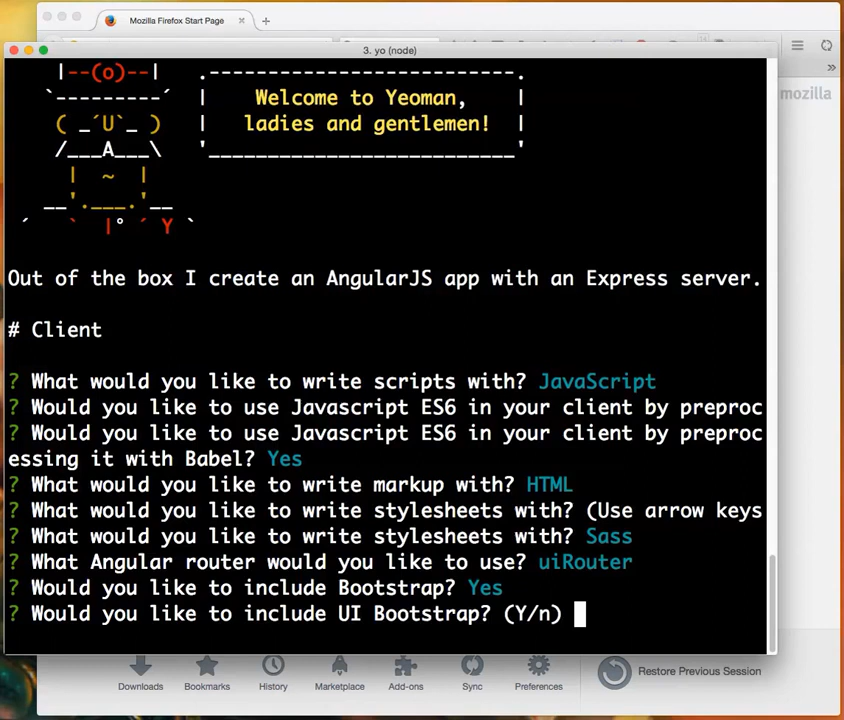 Mozilla Firefox Start Page
3. yo (node)
mozilla
|--(o)--|
Welcome to Yeoman,
( _´U`_ )
ladies and gentlemen!
/___A___\
| ~ |
__'.___.'__
´ ` |° ´ Y `
Out of the box I create an AngularJS app with an Express server.
# Client
? What would you like to write scripts with? JavaScript
? Would you like to use Javascript ES6 in your client by preproc
? Would you like to use Javascript ES6 in your client by preproc
essing it with Babel? Yes
? What would you like to write markup with? HTML
? What would you like to write stylesheets with? (Use arrow keys
? What would you like to write stylesheets with? Sass
? What Angular router would you like to use? uiRouter
? Would you like to include Bootstrap? Yes
? Would you like to include UI Bootstrap? (Y/n)
Downloads Bookmarks History Marketplace Add-ons Sync Preferences Restore Previous Session